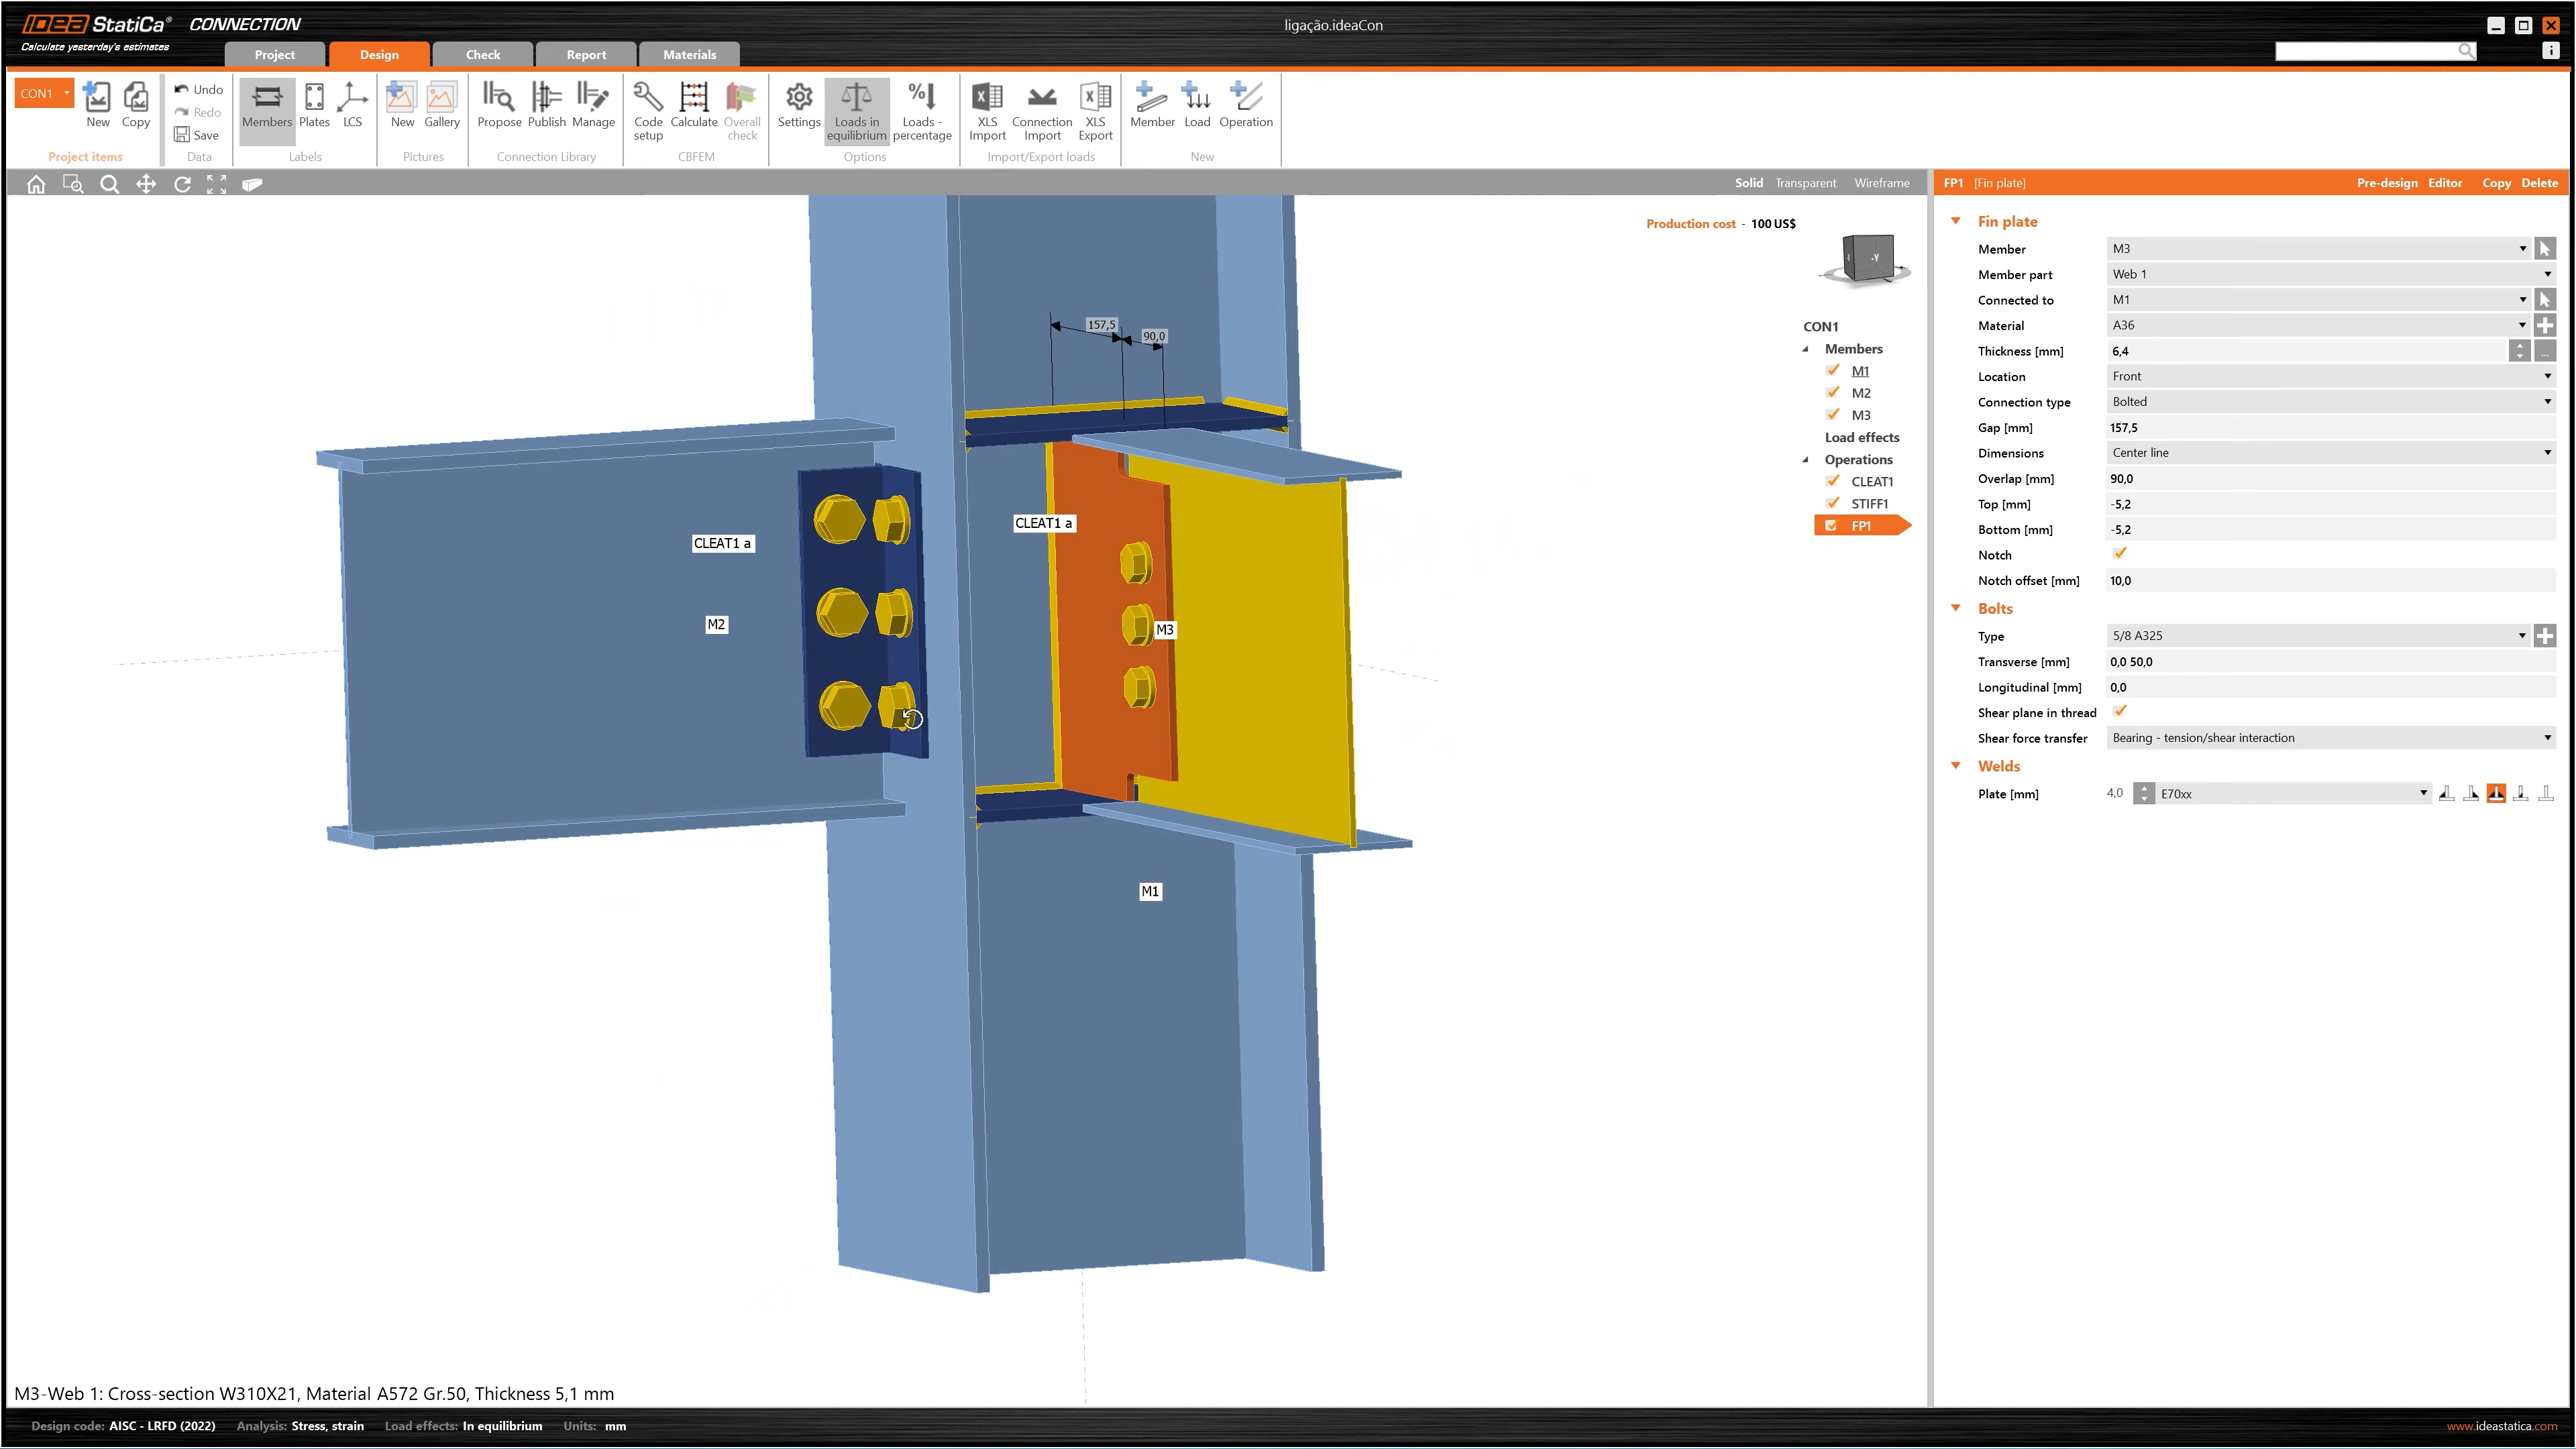 IDEA StatiCa® CONNECTION
Calculate yesterday's estimates
ligação.ideaCon
Project Design Check Report Materials
CON1 New Copy Undo Redo Save Members Plates LCS New Gallery Propose Publish Manage Code setup Calculate Overall check Settings Loads in equilibrium Loads - percentage XLS Import Connection Import XLS Export Member Load Operation
Project items Data Labels Pictures Connection Library CBFEM Options Import/Export loads New
Solid Transparent Wireframe
Production cost - 100 US$
-Y
157,5
90,0
CLEAT1 a
CLEAT1 a
M2
M3
M1
CON1
Members
M1
M2
M3
Load effects
Operations
CLEAT1
STIFF1
FP1
FP1 [Fin plate] Pre-design Editor Copy Delete
Fin plate
Member M3
Member part Web 1
Connected to M1
Material A36
Thickness [mm] 6,4 ...
Location Front
Connection type Bolted
Gap [mm] 157,5
Dimensions Center line
Overlap [mm] 90,0
Top [mm] -5,2
Bottom [mm] -5,2
Notch
Notch offset [mm] 10,0
Bolts
Type 5/8 A325
Transverse [mm] 0,0 50,0
Longitudinal [mm] 0,0
Shear plane in thread
Shear force transfer Bearing - tension/shear interaction
Welds
Plate [mm] 4,0 E70xx
M3-Web 1: Cross-section W310X21, Material A572 Gr.50, Thickness 5,1 mm
Design code: AISC - LRFD (2022) Analysis: Stress, strain Load effects: In equilibrium Units: mm
www.ideastatica.com